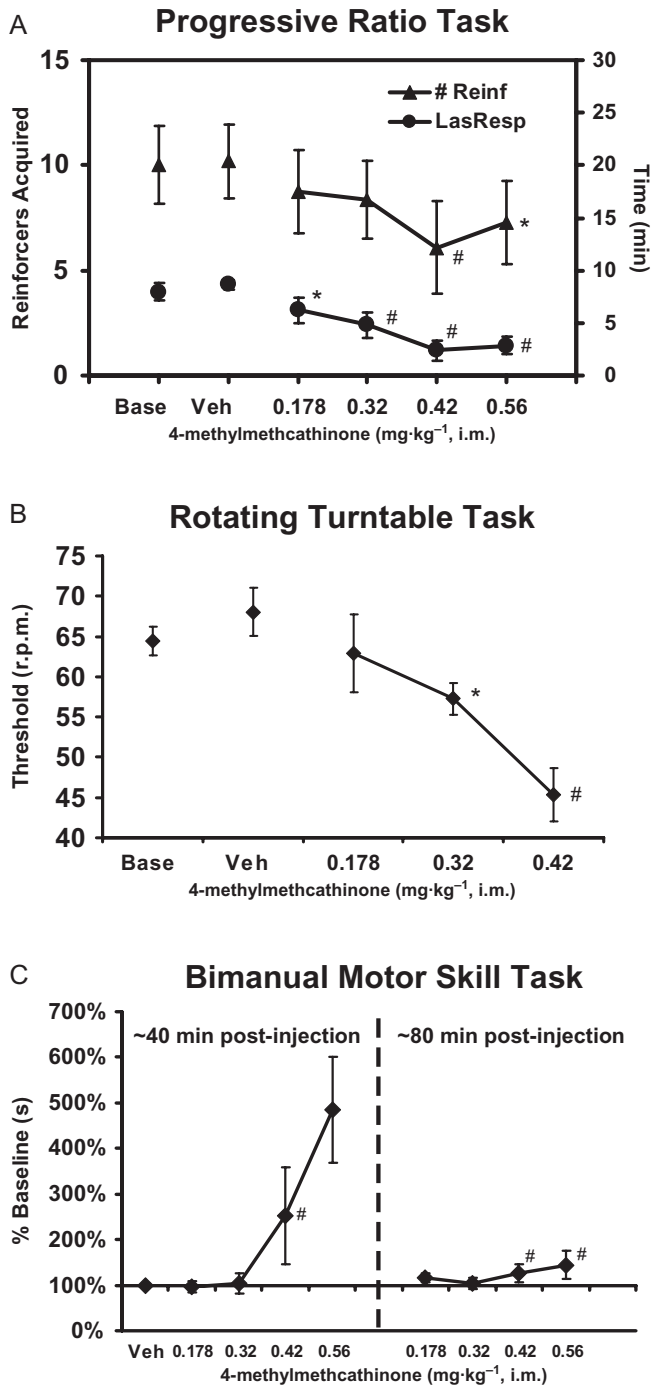 A
Progressive Ratio Task
15
10
5
0
Reinforcers Acquired
# Reinf
LasResp
30
25
20
15
10
5
0
Time (min)
*
#
*
#
#
#
Base Veh 0.178 0.32 0.42 0.56
4-methylmethcathinone (mg·kg⁻¹, i.m.)
B
Rotating Turntable Task
75
70
65
60
55
50
45
40
Threshold (r.p.m.)
*
#
Base Veh 0.178 0.32 0.42
4-methylmethcathinone (mg·kg⁻¹, i.m.)
C
Bimanual Motor Skill Task
700%
600%
500%
400%
300%
200%
100%
0%
% Baseline (s)
~40 min post-injection
~80 min post-injection
#
#
#
Veh 0.178 0.32 0.42 0.56 0.178 0.32 0.42 0.56
4-methylmethcathinone (mg·kg⁻¹, i.m.)